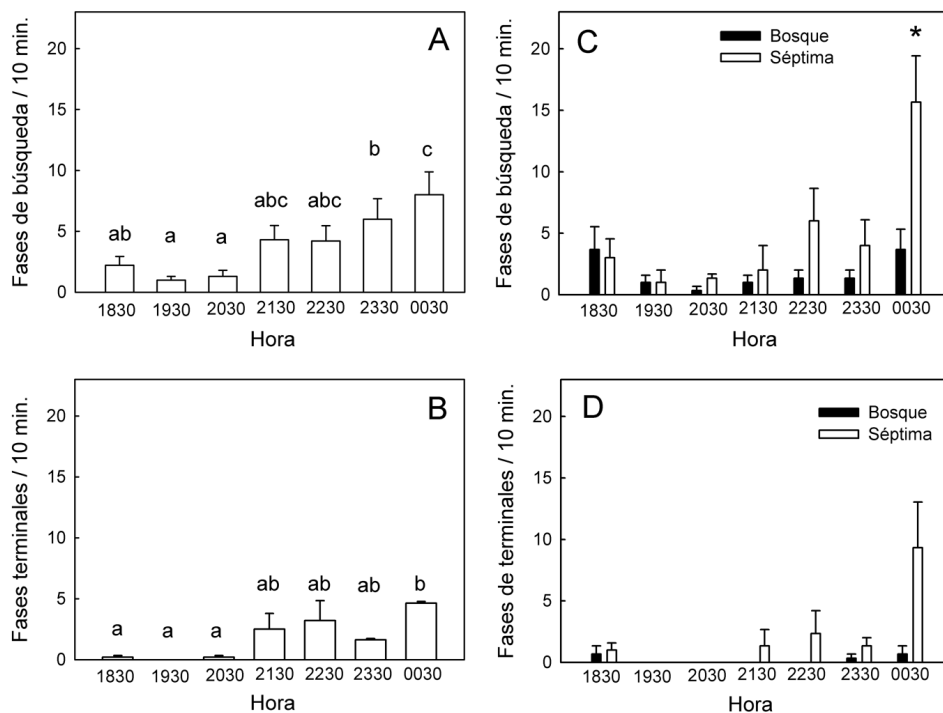 A
Fases de búsqueda / 10 min.
20
15
10
5
0
ab
a
a
abc
abc
b
c
1830 1930 2030 2130 2230 2330 0030
Hora
C
Bosque
Séptima
*
Fases de búsqueda / 10 min.
20
15
10
5
0
1830 1930 2030 2130 2230 2330 0030
Hora
B
Fases terminales / 10 min.
20
15
10
5
0
a
a
a
ab
ab
ab
b
1830 1930 2030 2130 2230 2330 0030
Hora
D
Bosque
Séptima
Fases de terminales / 10 min.
20
15
10
5
0
1830 1930 2030 2130 2230 2330 0030
Hora